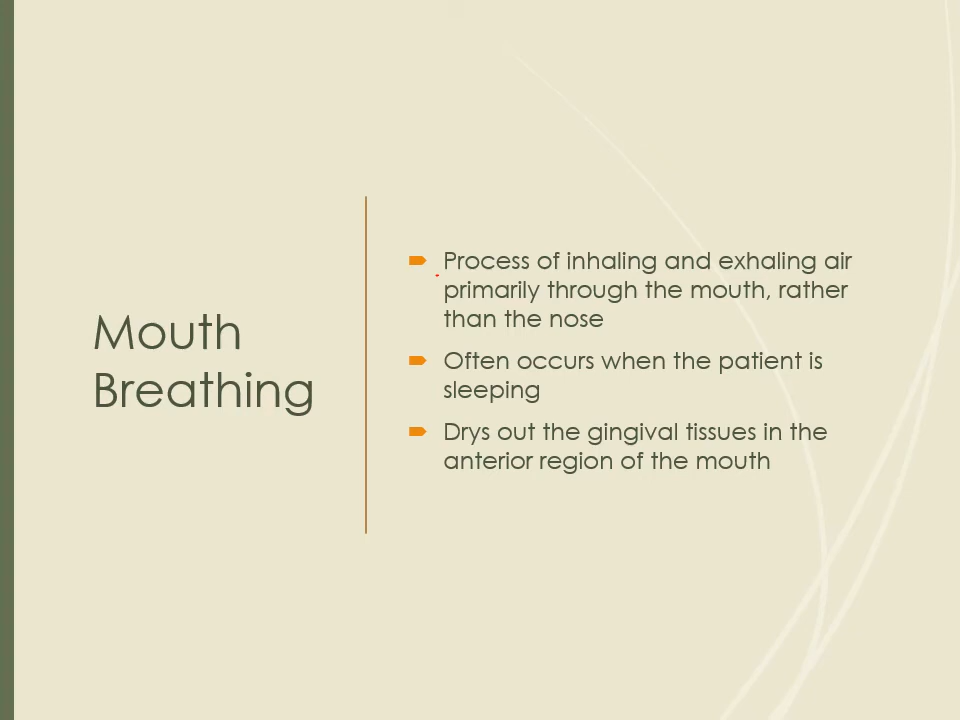 Mouth
Breathing
Process of inhaling and exhaling air
primarily through the mouth, rather
than the nose
Often occurs when the patient is
sleeping
Drys out the gingival tissues in the
anterior region of the mouth